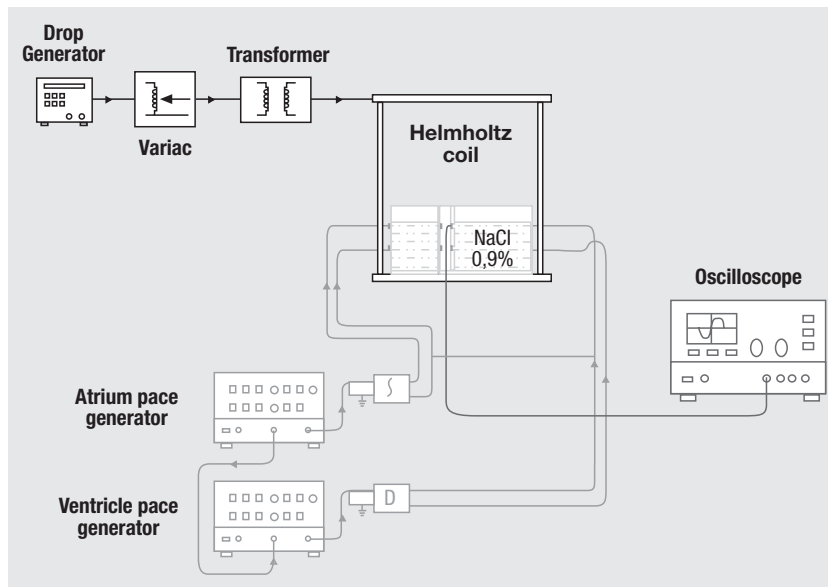 Drop
Generator
Transformer
Variac
Helmholtz
coil
NaCl
0,9%
Oscilloscope
Atrium pace
generator
S
Ventricle pace
generator
D